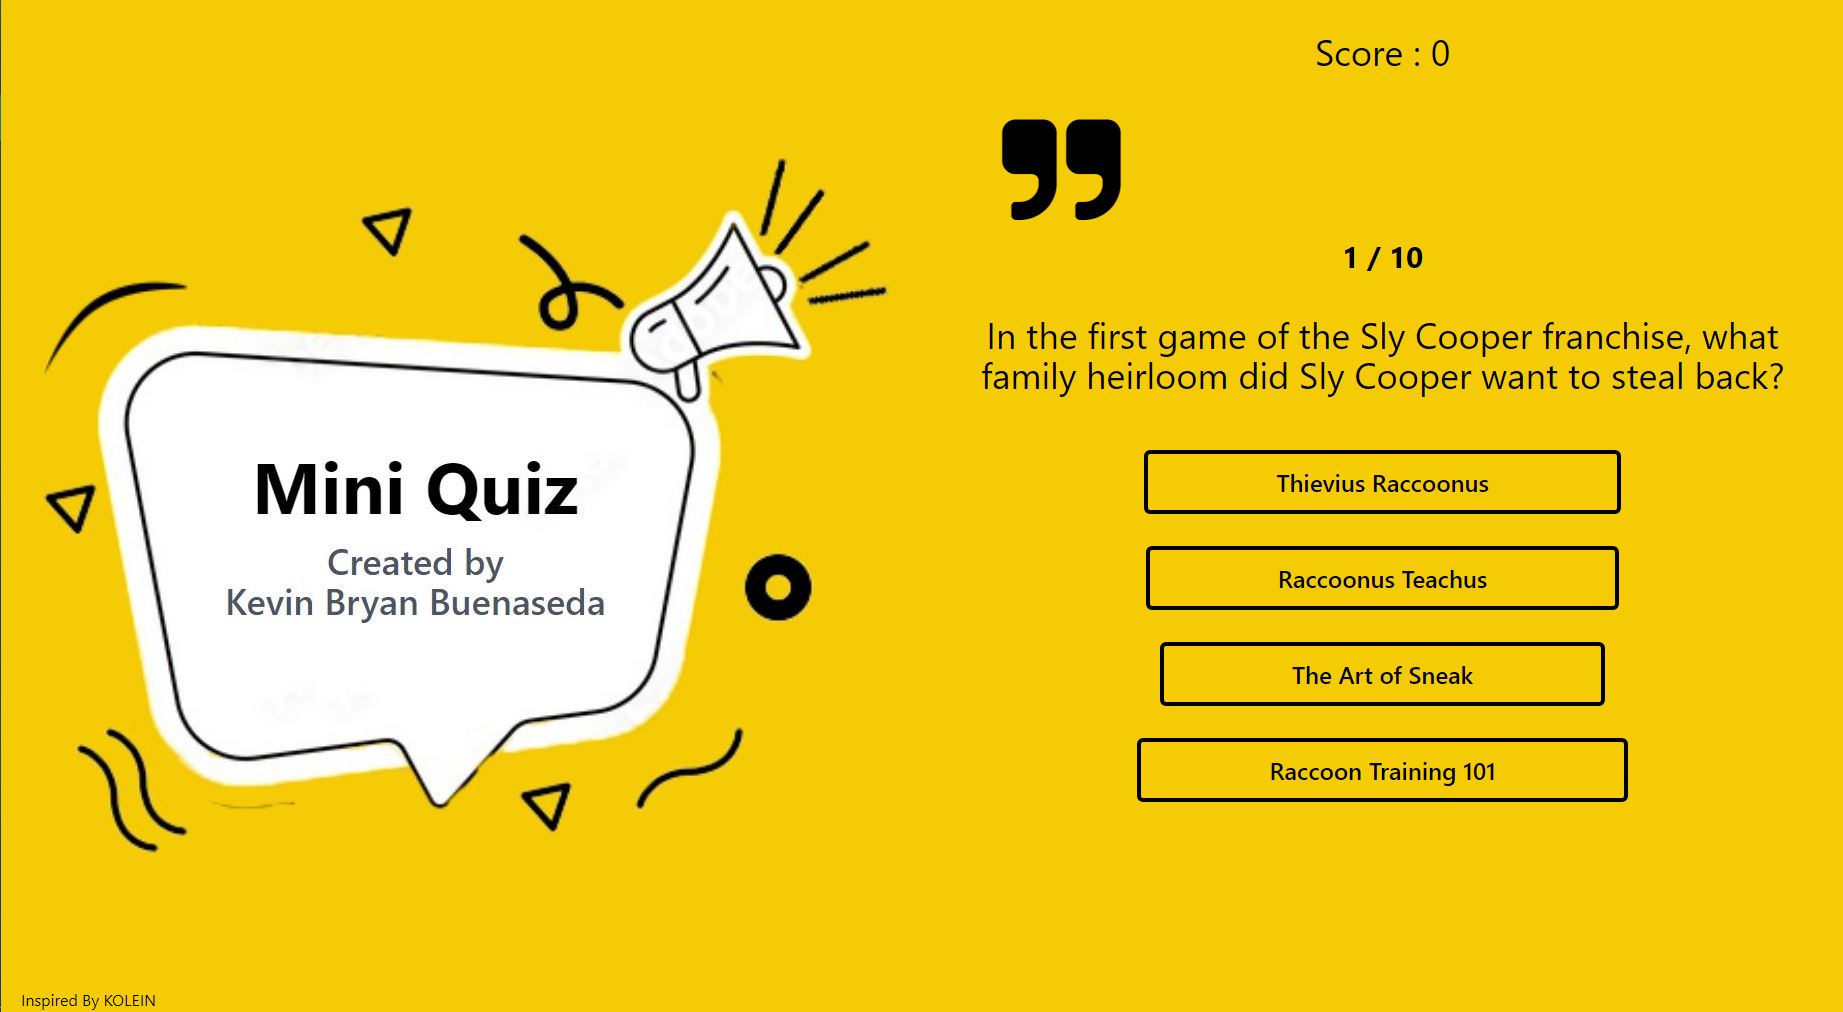 Score : 0
1 / 10
In the first game of the Sly Cooper franchise, what
family heirloom did Sly Cooper want to steal back?
Thievius Raccoonus
Raccoonus Teachus
The Art of Sneak
Raccoon Training 101
Mini Quiz
Created by
Kevin Bryan Buenaseda
Inspired By KOLEIN